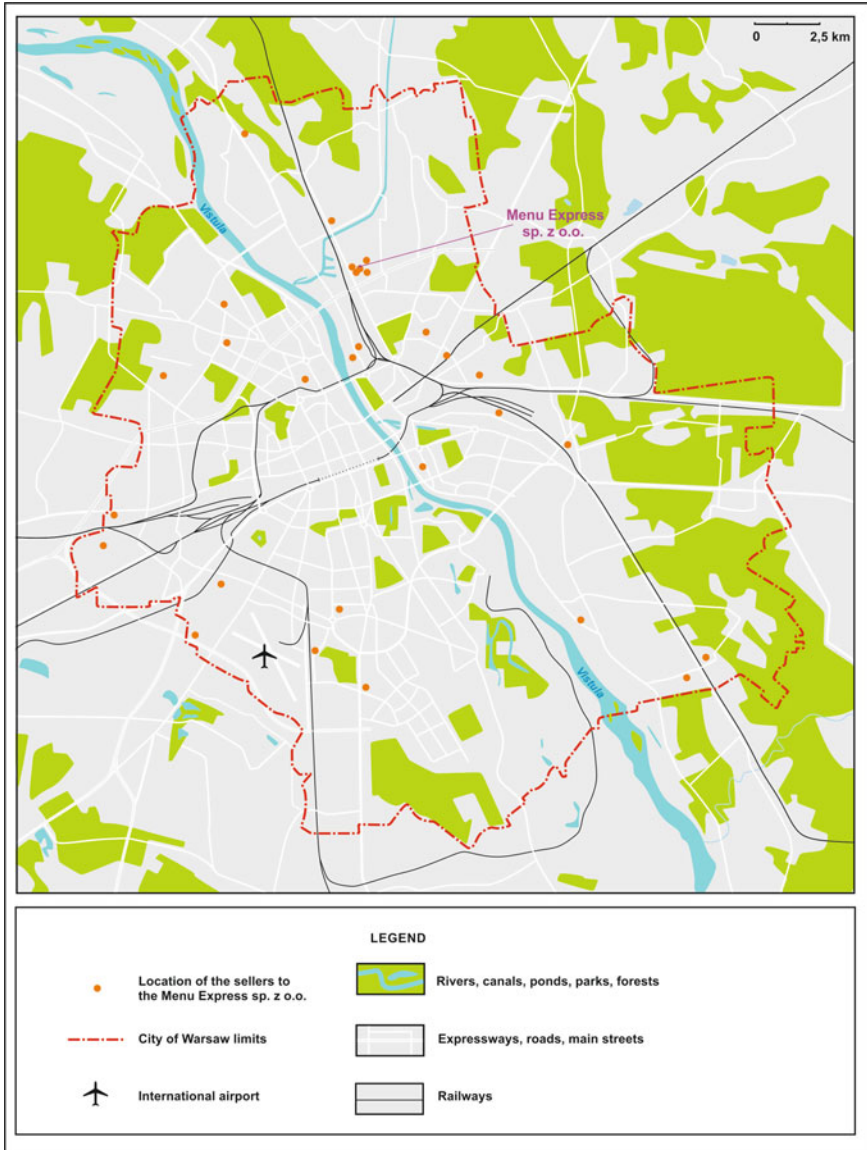 0 2,5 km
Vistula
Menu Express
sp. z o.o.
Vistula
LEGEND
Location of the sellers to
the Menu Express sp. z o.o.
Rivers, canals, ponds, parks, forests
City of Warsaw limits
Expressways, roads, main streets
International airport
Railways